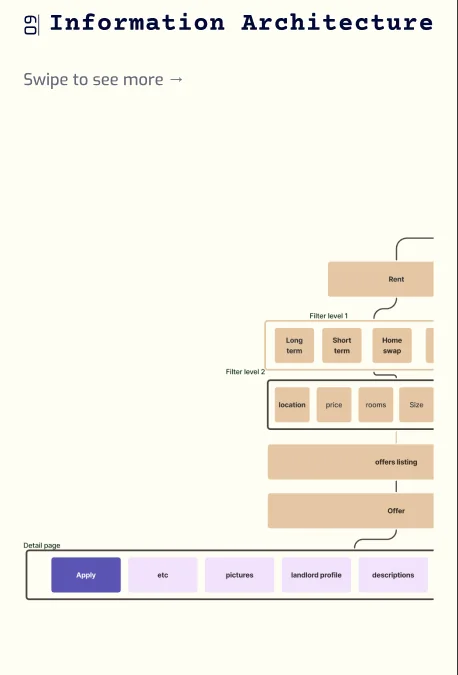 09 Information Architecture
Swipe to see more →
Rent
Filter level 1
Long
term
Short
term
Home
swap
Filter level 2
location
price
rooms
Size
offers listing
Offer
Detail page
Apply
etc
pictures
landlord profile
descriptions